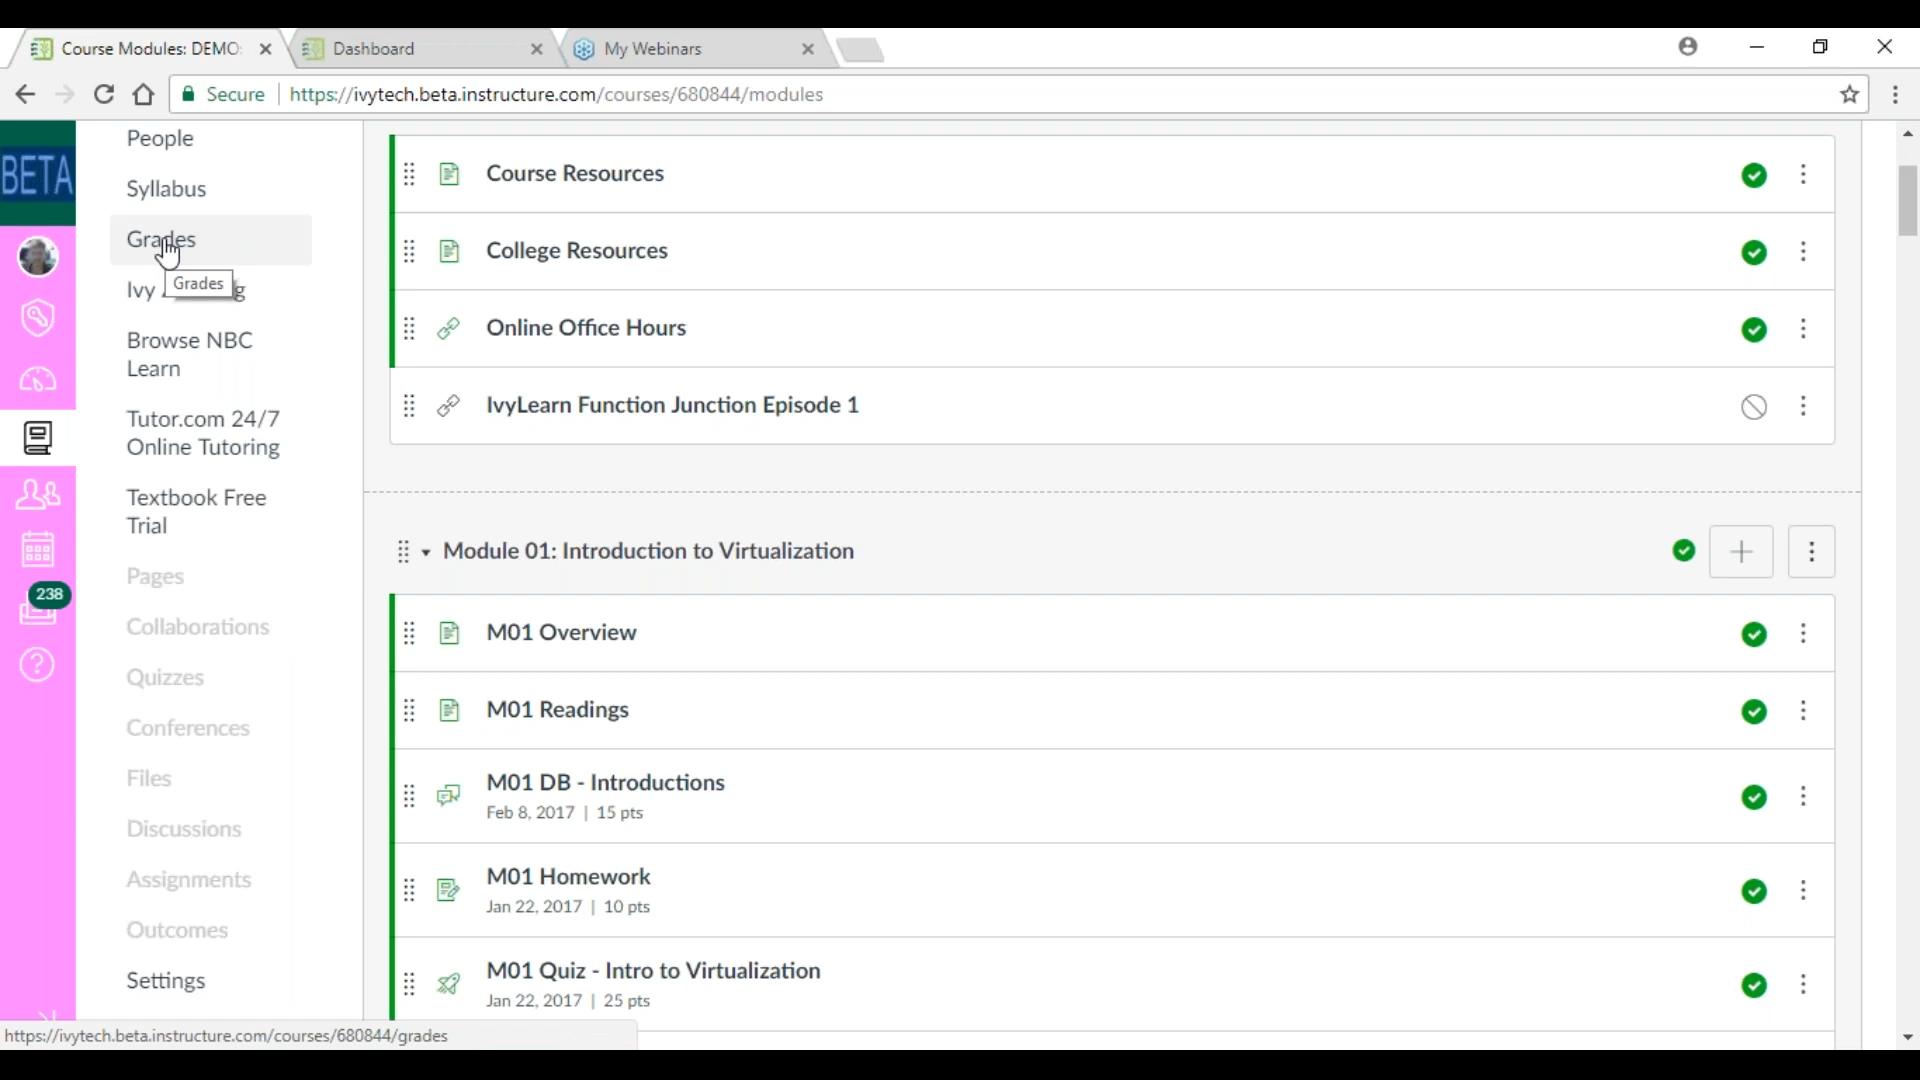 Course Modules: DEMO:
Dashboard
My Webinars
Secure
https://ivytech.beta.instructure.com/courses/680844/modules
BETA
238
People
Syllabus
Grades
Grades
Ivy
Browse NBC
Learn
Tutor.com 24/7
Online Tutoring
Textbook Free
Trial
Pages
Collaborations
Quizzes
Conferences
Files
Discussions
Assignments
Outcomes
Settings
Course Resources
College Resources
Online Office Hours
IvyLearn Function Junction Episode 1
Module 01: Introduction to Virtualization
M01 Overview
M01 Readings
M01 DB - Introductions
Feb 8, 2017 | 15 pts
M01 Homework
Jan 22, 2017 | 10 pts
M01 Quiz - Intro to Virtualization
Jan 22, 2017 | 25 pts
https://ivytech.beta.instructure.com/courses/680844/grades